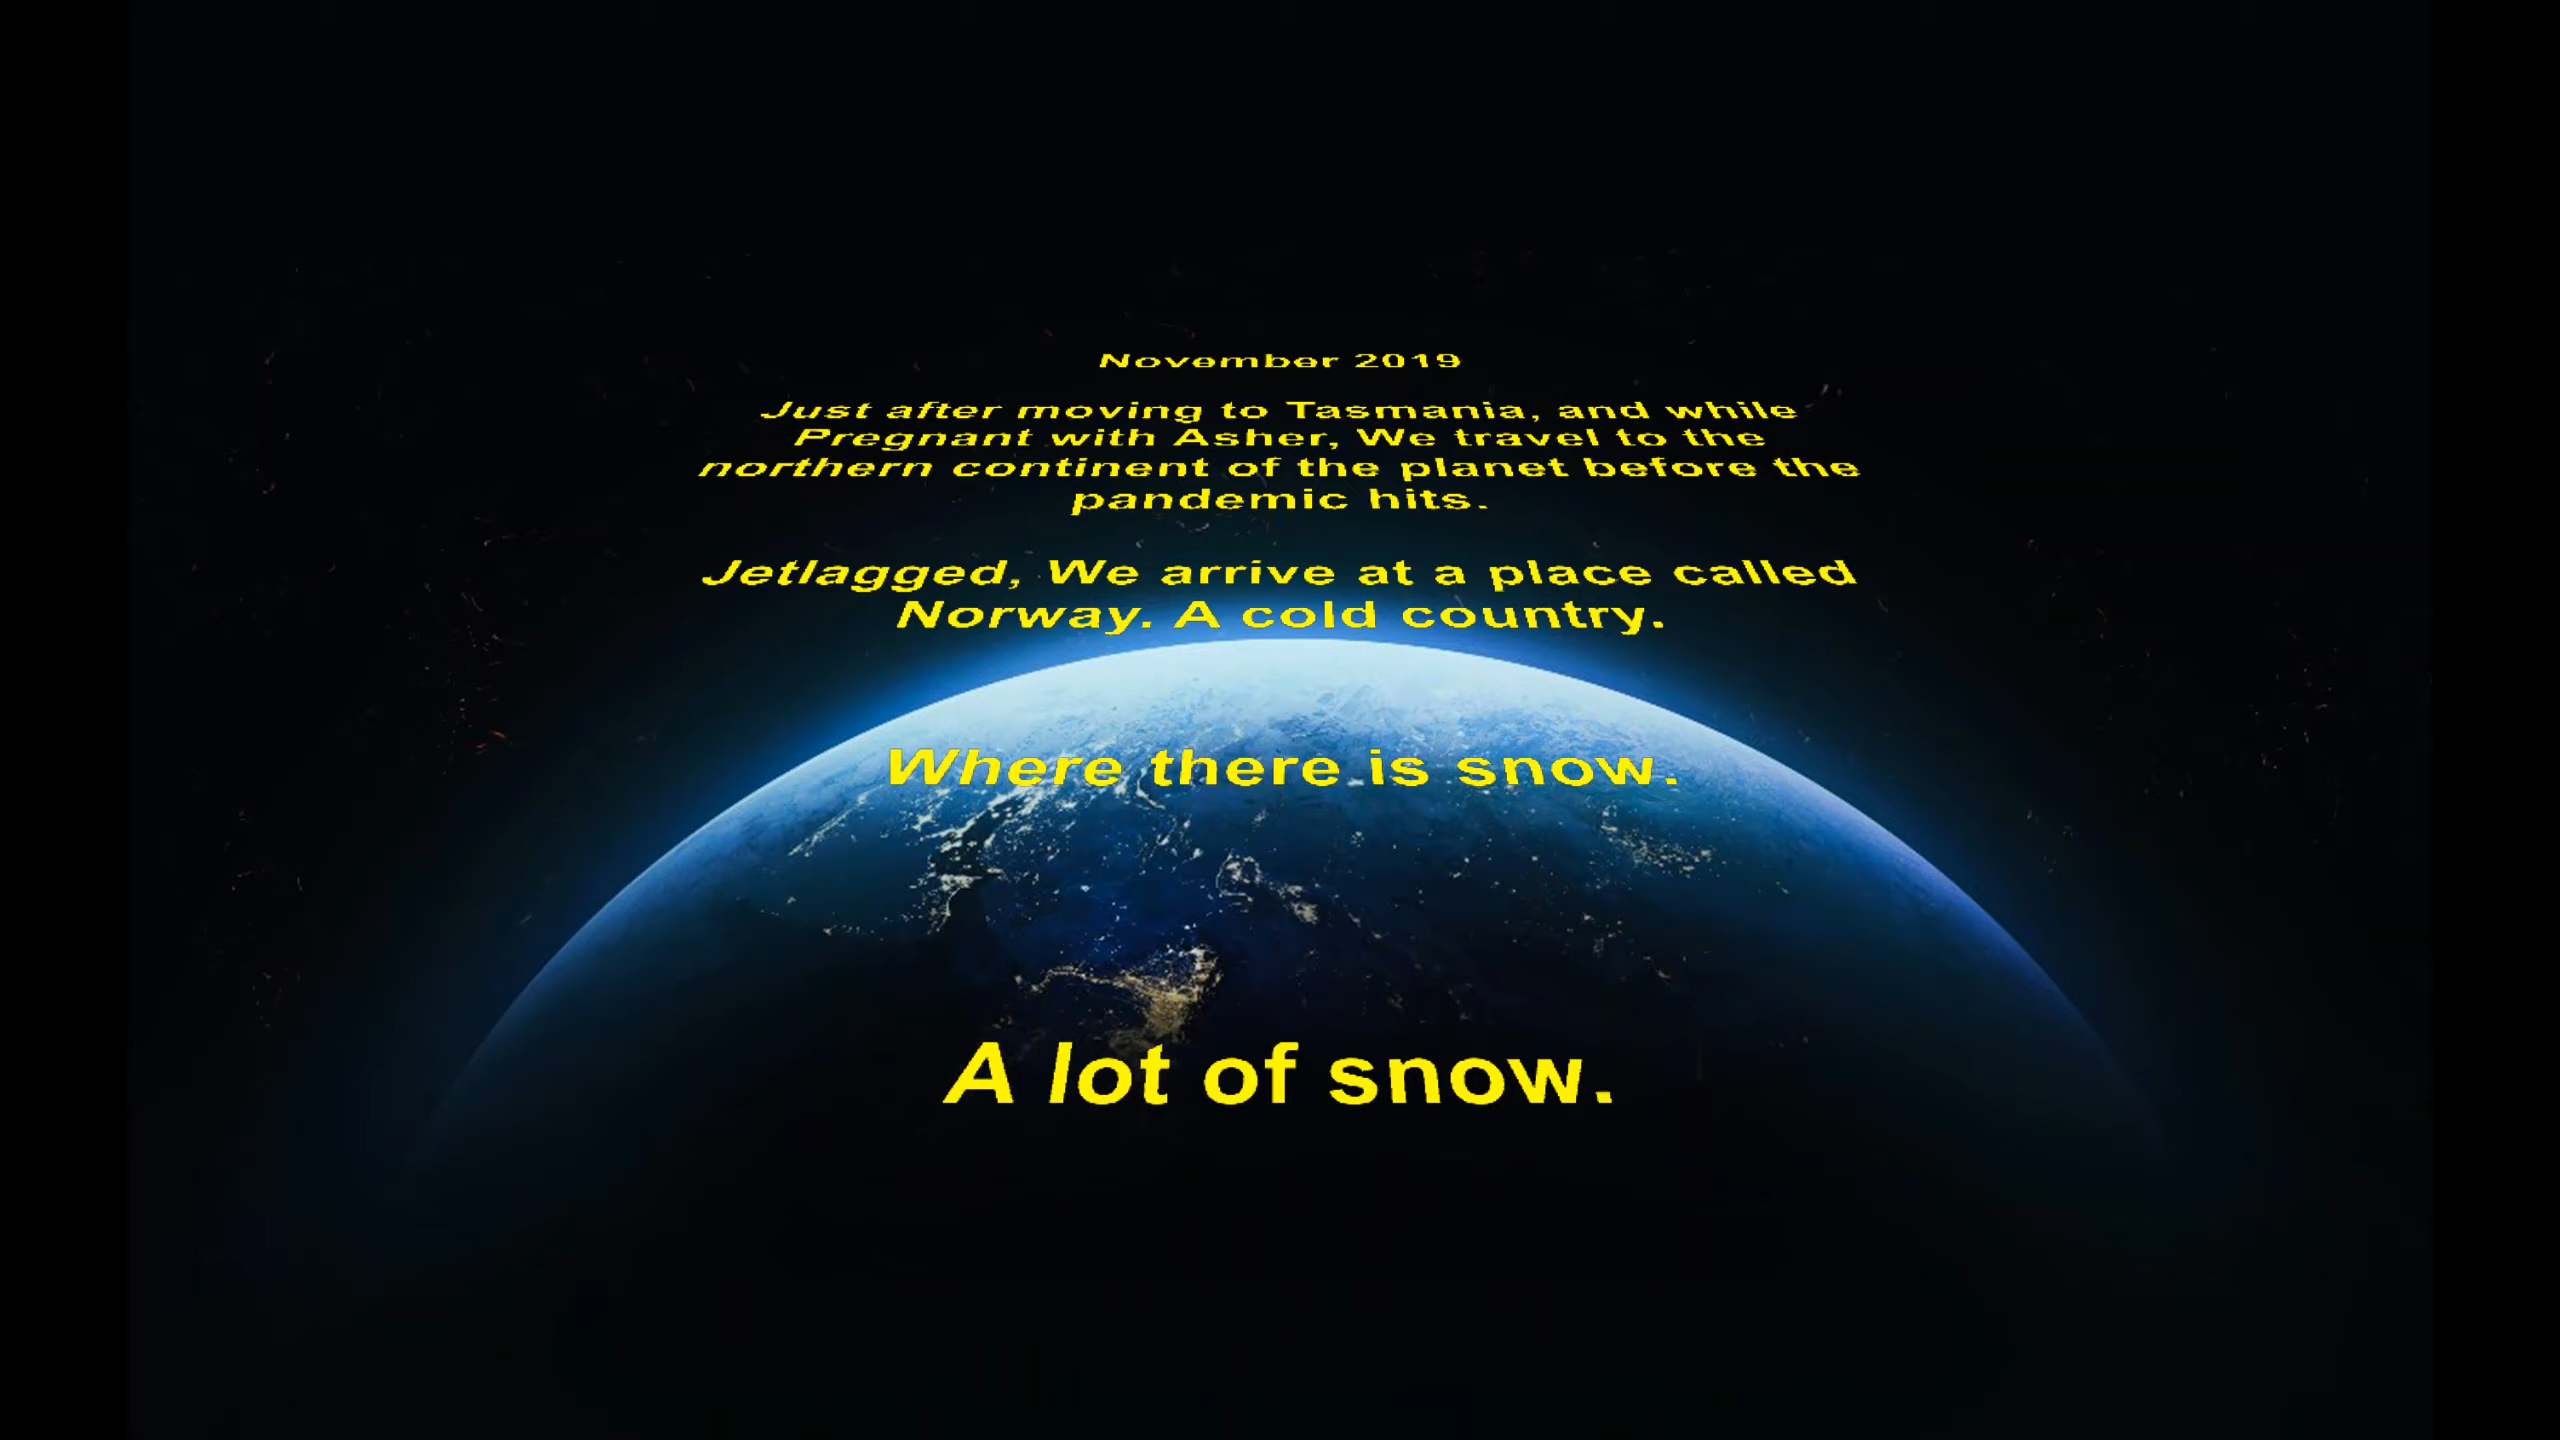 November 2019
Just after moving to Tasmania, and while
Pregnant with Asher, We travel to the
northern continent of the planet before the
pandemic hits.
Jetlagged, We arrive at a place called
Norway. A cold country.
Where there is snow.
A lot of snow.